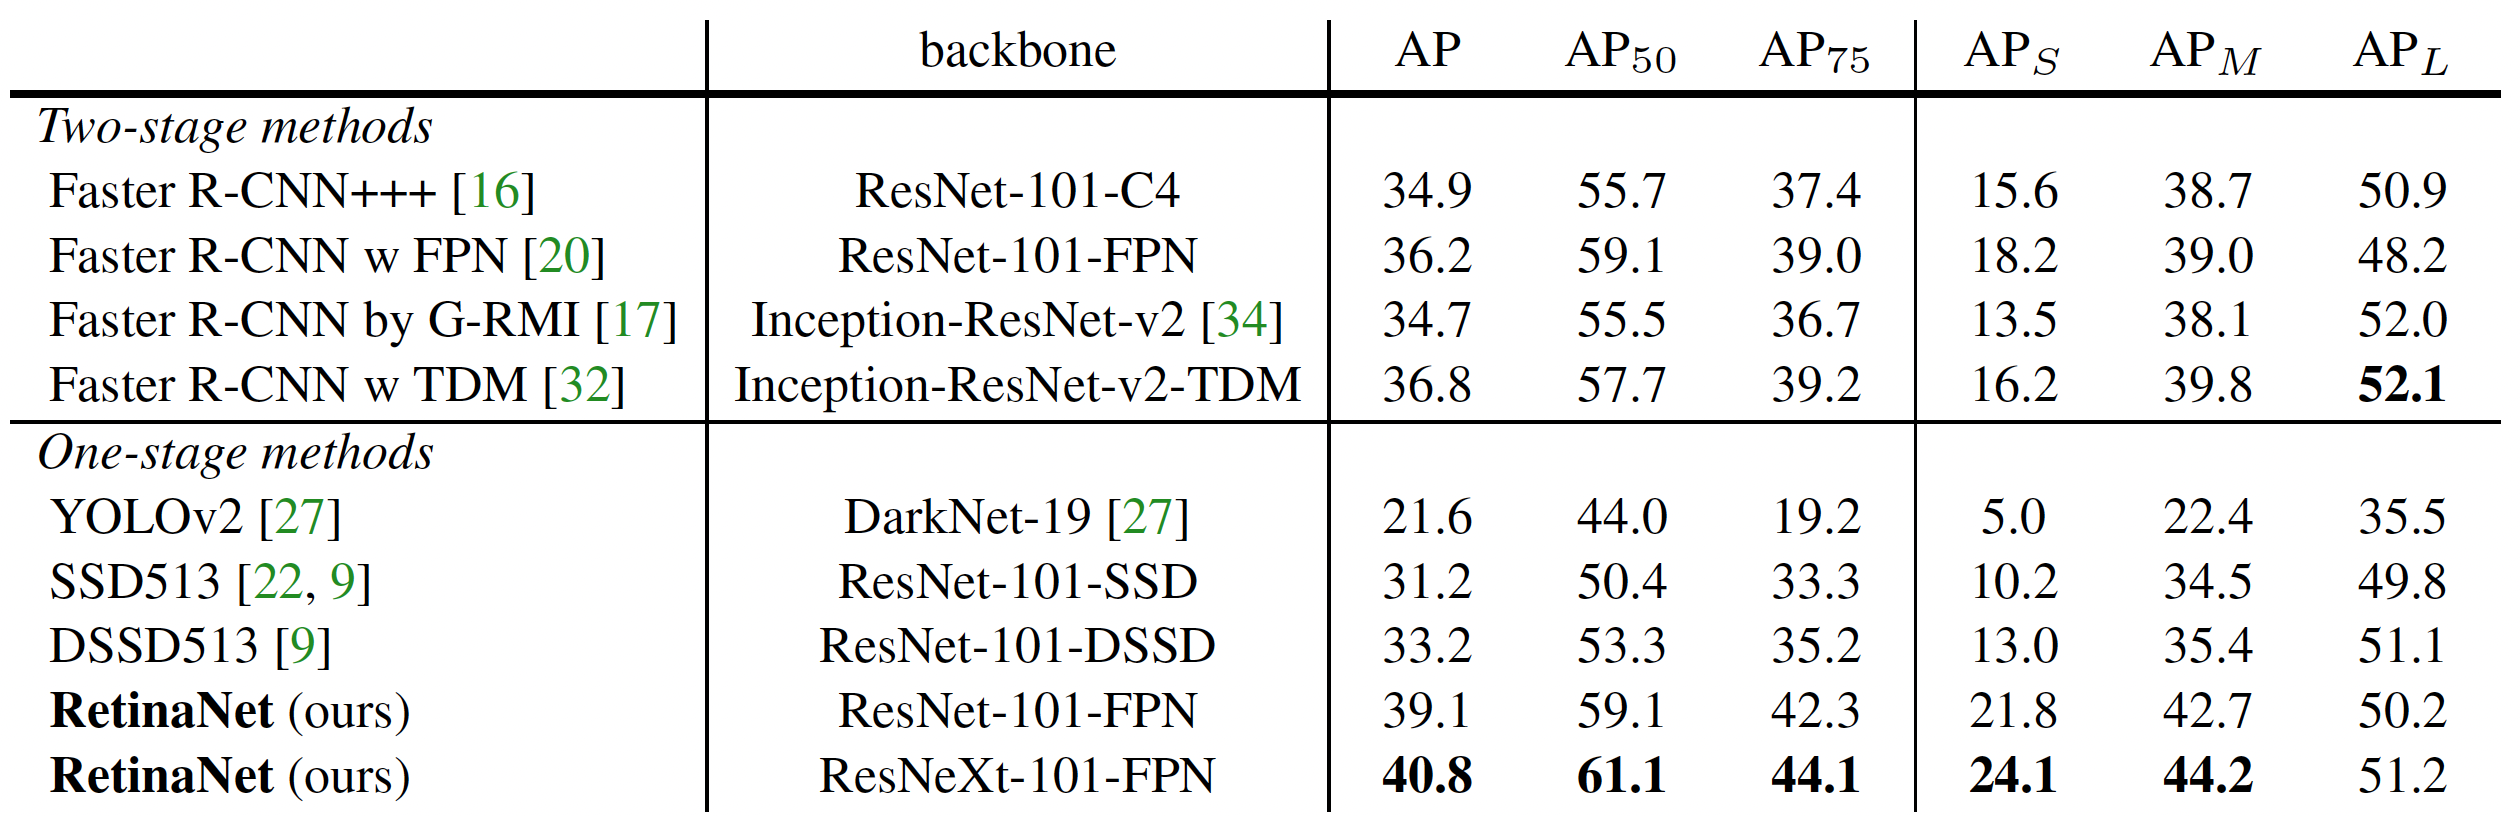 backbone AP AP50 AP75 APS APM APL
Two-stage methods
Faster R-CNN+++ [16] ResNet-101-C4 34.9 55.7 37.4 15.6 38.7 50.9
Faster R-CNN w FPN [20] ResNet-101-FPN 36.2 59.1 39.0 18.2 39.0 48.2
Faster R-CNN by G-RMI [17] Inception-ResNet-v2 [34] 34.7 55.5 36.7 13.5 38.1 52.0
Faster R-CNN w TDM [32] Inception-ResNet-v2-TDM 36.8 57.7 39.2 16.2 39.8 52.1
One-stage methods
YOLOv2 [27] DarkNet-19 [27] 21.6 44.0 19.2 5.0 22.4 35.5
SSD513 [22, 9] ResNet-101-SSD 31.2 50.4 33.3 10.2 34.5 49.8
DSSD513 [9] ResNet-101-DSSD 33.2 53.3 35.2 13.0 35.4 51.1
RetinaNet (ours) ResNet-101-FPN 39.1 59.1 42.3 21.8 42.7 50.2
RetinaNet (ours) ResNeXt-101-FPN 40.8 61.1 44.1 24.1 44.2 51.2